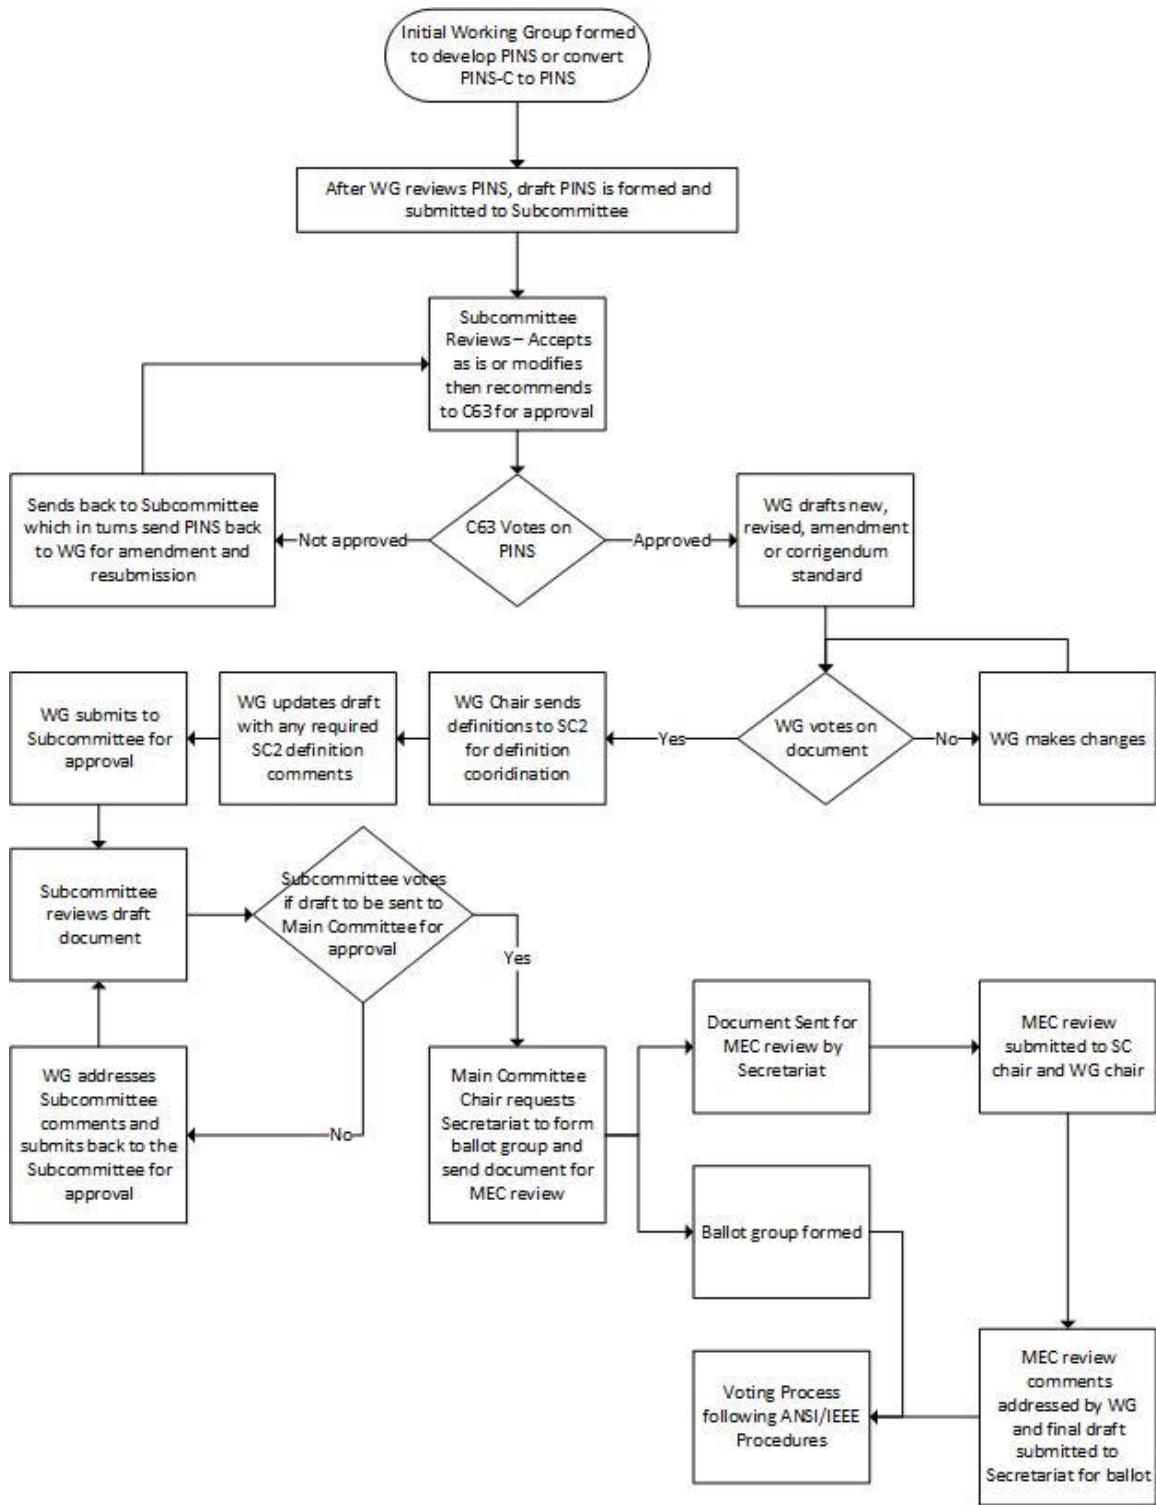 Initial Working Group formed
to develop PINS or convert
PINS-C to PINS
After WG reviews PINS, draft PINS is formed and
submitted to Subcommittee
Subcommittee
Reviews – Accepts
as is or modifies
then recommends
to C63 for approval
Sends back to Subcommittee
which in turns send PINS back
to WG for amendment and
resubmission
Not approved
C63 Votes on
PINS
Approved
WG drafts new,
revised, amendment
or corrigendum
standard
WG submits to
Subcommittee for
approval
WG updates draft
with any required
SC2 definition
comments
WG Chair sends
definitions to SC2
for definition
cooridination
Yes
WG votes on
document
No
WG makes changes
Subcommittee
reviews draft
document
Subcommittee votes
if draft to be sent to
Main Committee for
approval
Yes
WG addresses
Subcommittee
comments and
submits back to the
Subcommittee for
approval
No
Main Committee
Chair requests
Secretariat to form
ballot group and
send document for
MEC review
Document Sent for
MEC review by
Secretariat
MEC review
submitted to SC
chair and WG chair
Ballot group formed
Voting Process
following ANSI/IEEE
Procedures
MEC review
comments
addressed by WG
and final draft
submitted to
Secretariat for ballot